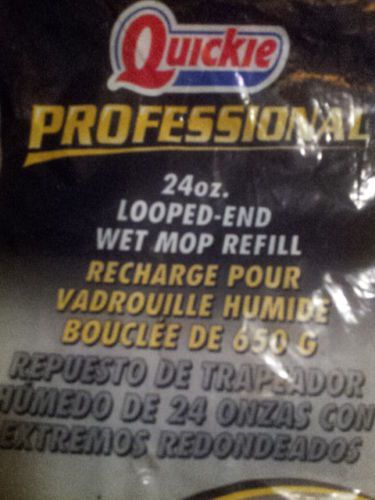 Quickie
PROFESSIONAL
24oz.
LOOPED-END
WET MOP REFILL
RECHARGE POUR
VADROUILLE HUMIDE
BOUCLÉE DE 650 G
REPUESTO DE TRAPEADOR
HÚMEDO DE 24 ONZAS CON
EXTREMOS REDONDEADOS